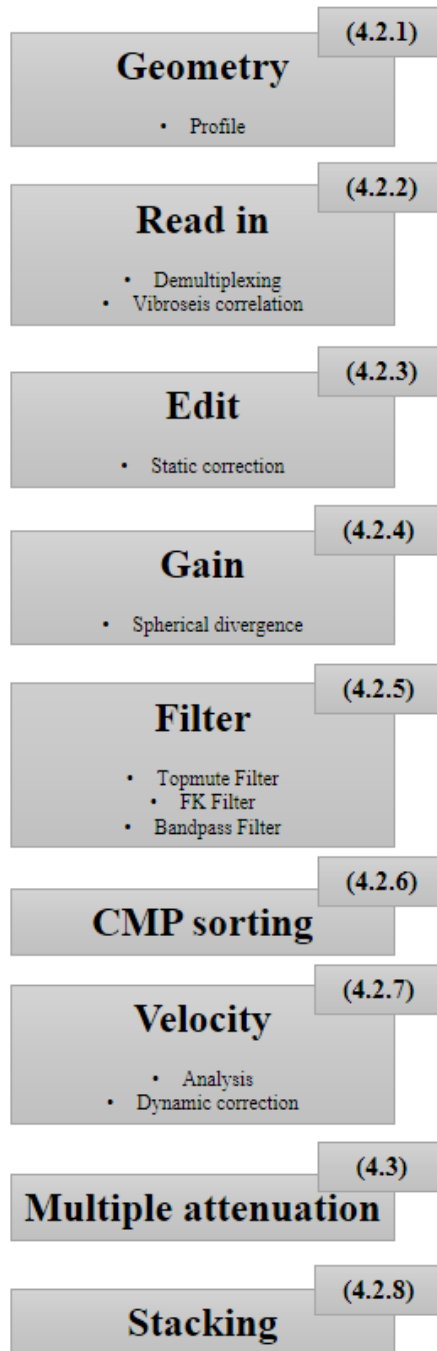 (4.2.1)
Geometry
• Profile
(4.2.2)
Read in
• Demultiplexing
• Vibroseis correlation
(4.2.3)
Edit
• Static correction
(4.2.4)
Gain
• Spherical divergence
(4.2.5)
Filter
• Topmute Filter
• FK Filter
• Bandpass Filter
(4.2.6)
CMP sorting
(4.2.7)
Velocity
• Analysis
• Dynamic correction
(4.3)
Multiple attenuation
(4.2.8)
Stacking